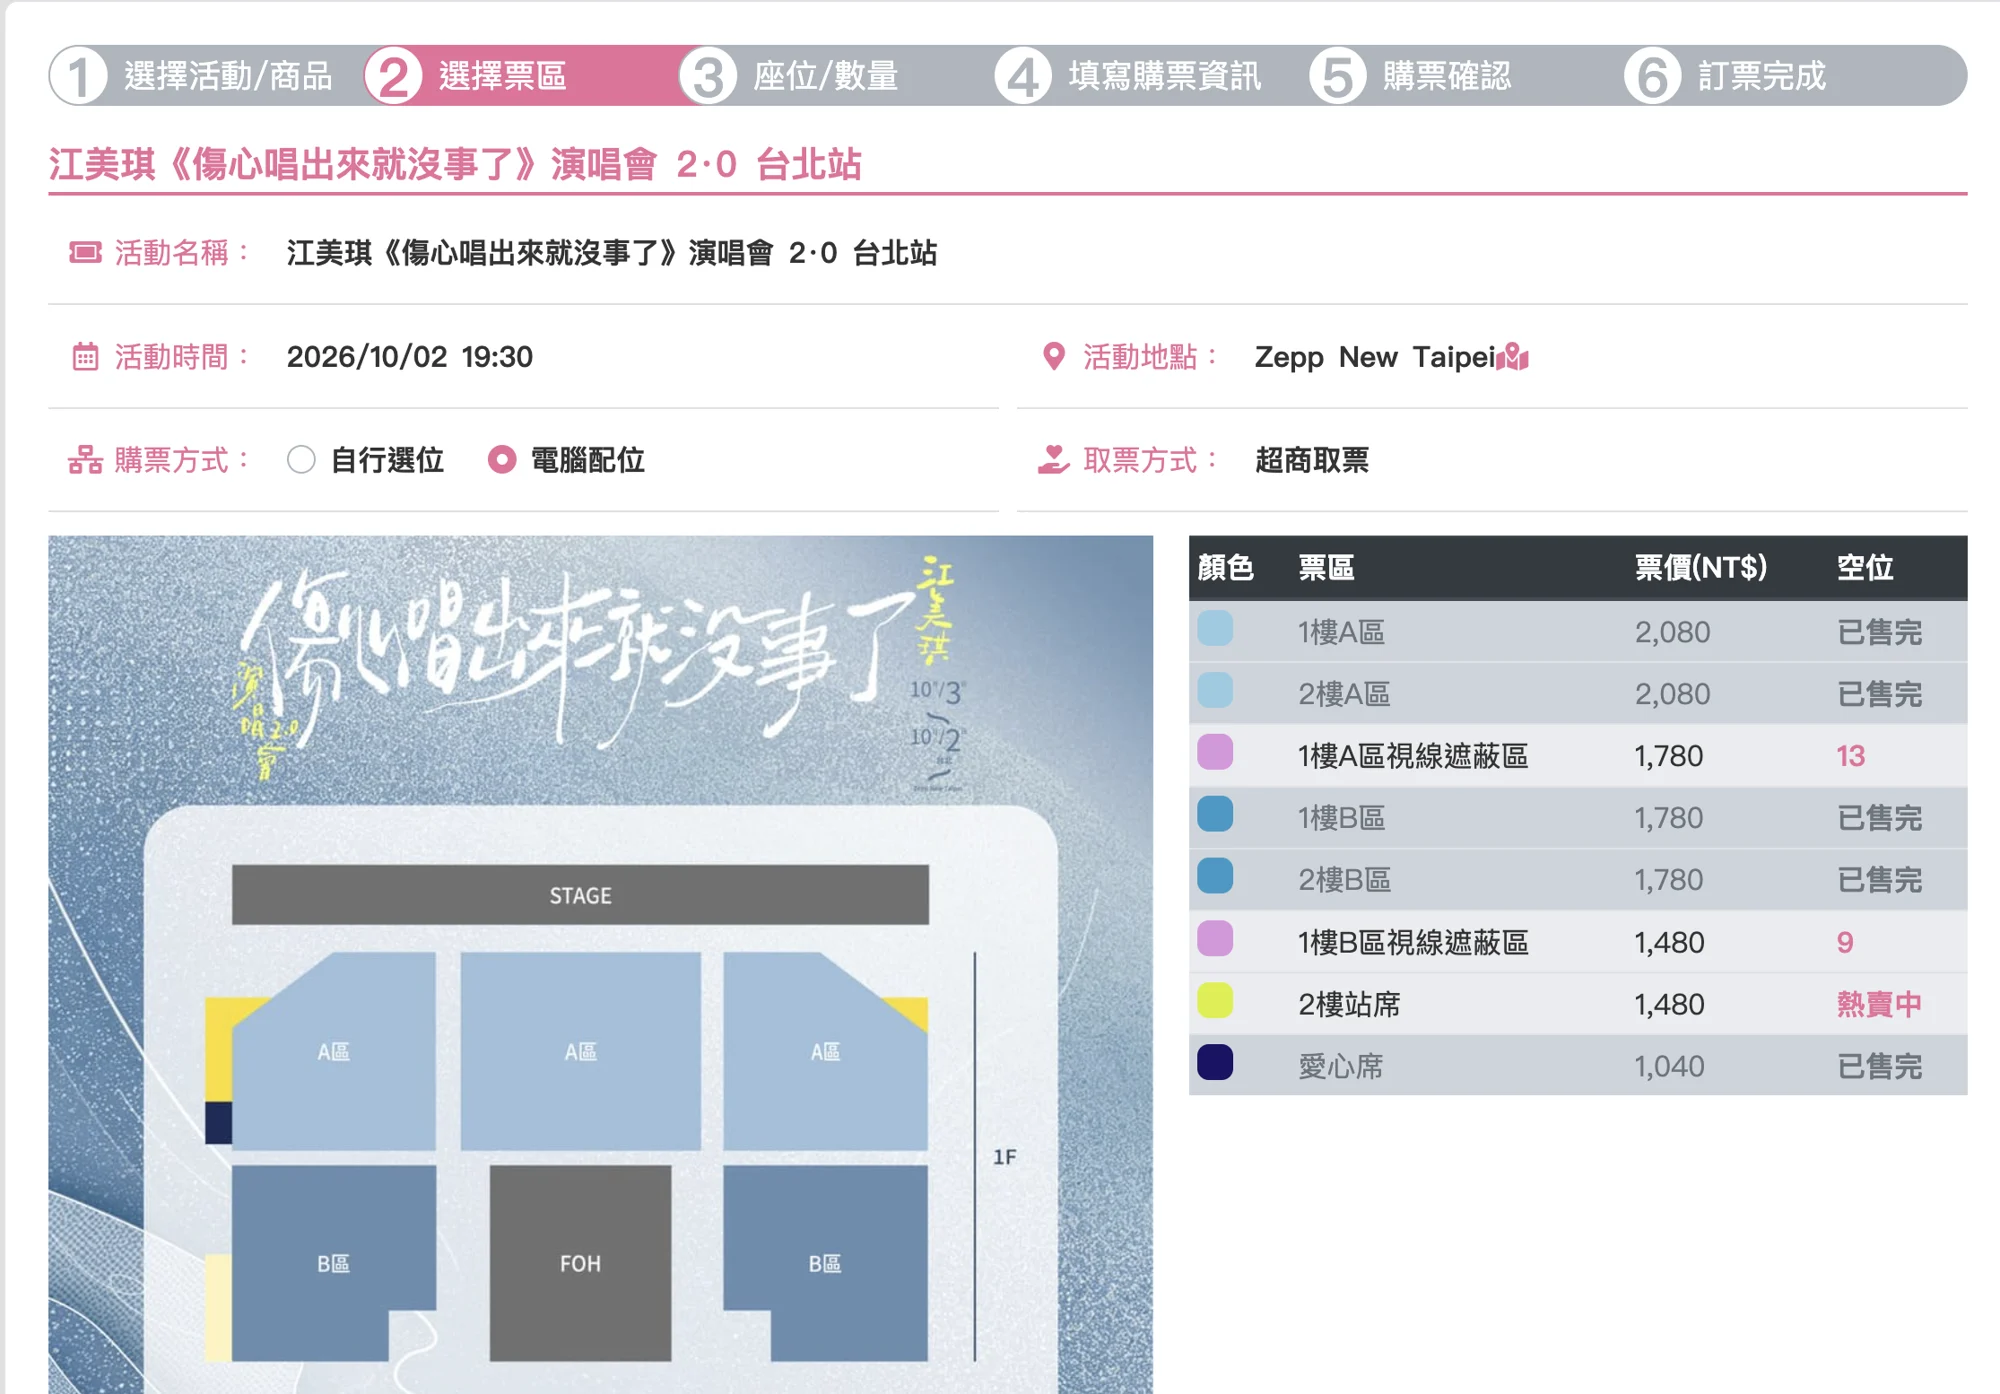 1 選擇活動/商品 2 選擇票區 3 座位/數量 4 填寫購票資訊 5 購票確認 6 訂票完成
江美琪《傷心唱出來就沒事了》演唱會 2.0 台北站
活動名稱： 江美琪《傷心唱出來就沒事了》演唱會 2.0 台北站
活動時間： 2026/10/02 19:30
活動地點： Zepp New Taipei
購票方式： 自行選位 電腦配位
取票方式： 超商取票
傷心唱出來就沒事了
江美琪
演唱會 2.0
10/3
10/2
STAGE
A區 A區 A區
1F
B區 FOH B區
顏色 票區 票價(NT$) 空位
1樓A區 2,080 已售完
2樓A區 2,080 已售完
1樓A區視線遮蔽區 1,780 13
1樓B區 1,780 已售完
2樓B區 1,780 已售完
1樓B區視線遮蔽區 1,480 9
2樓站席 1,480 熱賣中
愛心席 1,040 已售完